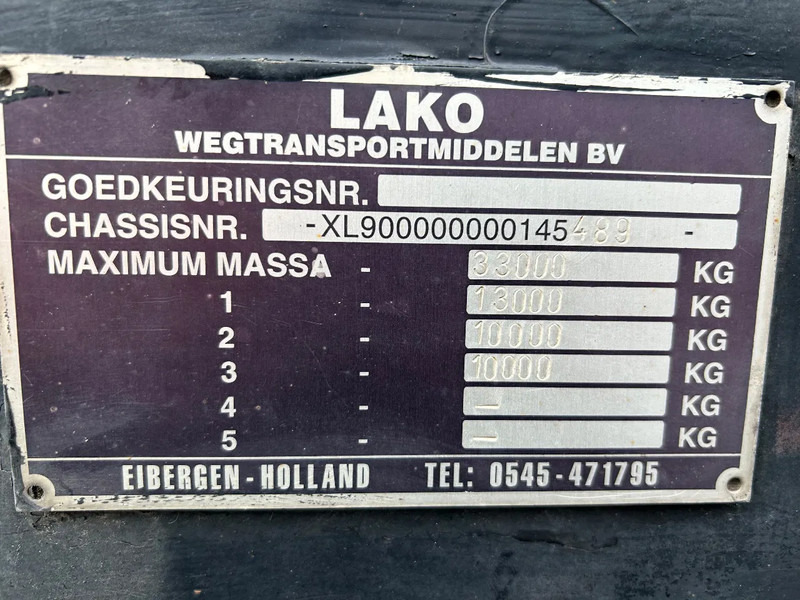 LAKO
WEGTRANSPORTMIDDELEN BV
GOEDKEURINGSNR.
CHASSISNR. -XL900000000145489 -
MAXIMUM MASSA - 33000 KG
1 - 13000 KG
2 - 10000 KG
3 - 10000 KG
4 - – KG
5 - – KG
EIBERGEN - HOLLAND TEL: 0545-471795